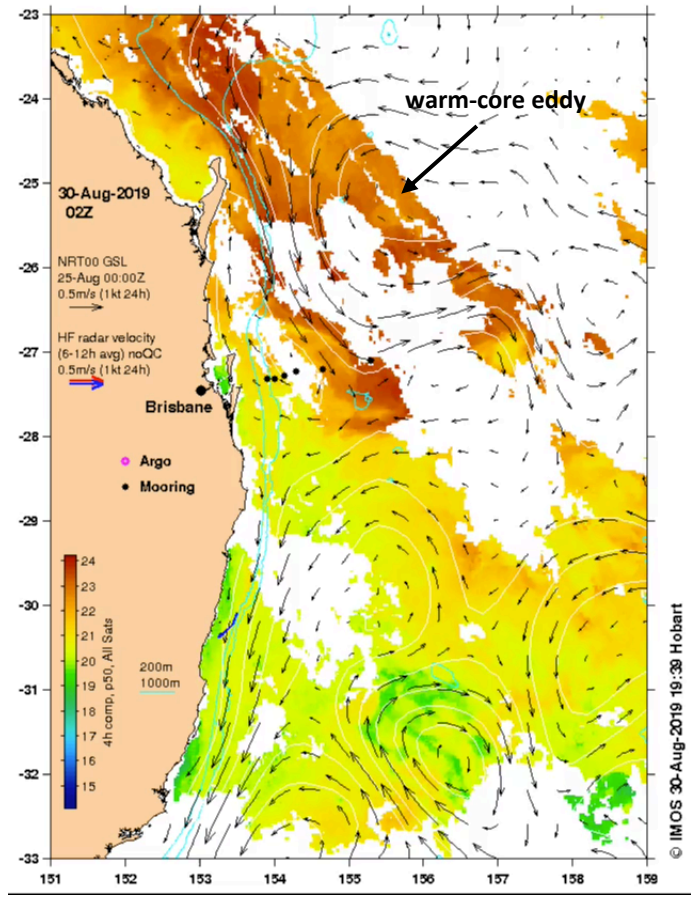 -23
-24
-25
-26
-27
-28
-29
-30
-31
-32
-33
warm-core eddy
30-Aug-2019
02Z
NRT00 GSL
25-Aug 00:00Z
0.5m/s (1kt 24h)
HF radar velocity
(6-12h avg) noQC
0.5m/s (1kt 24h)
Brisbane
Argo
Mooring
24
23
22
21
20
19
18
17
16
15
4h comp, p50, All Sats
200m
1000m
151
152
153
154
155
156
157
158
159
© IMOS 30-Aug-2019 19:39 Hobart